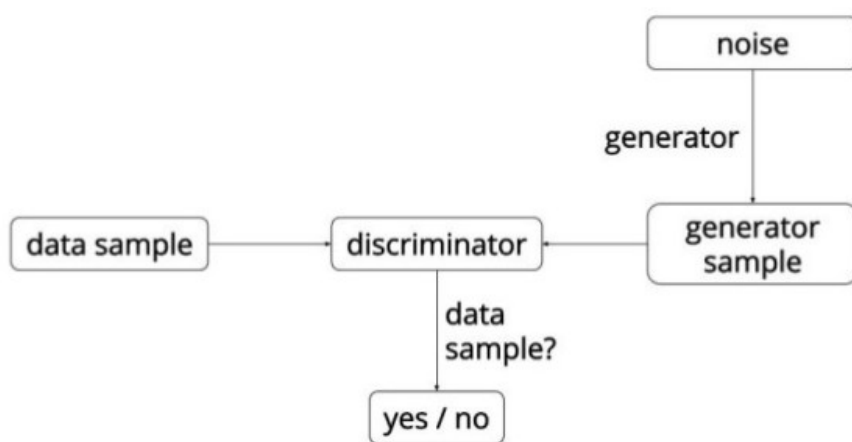 noise
generator
data sample
discriminator
generator
sample
data
sample?
yes / no